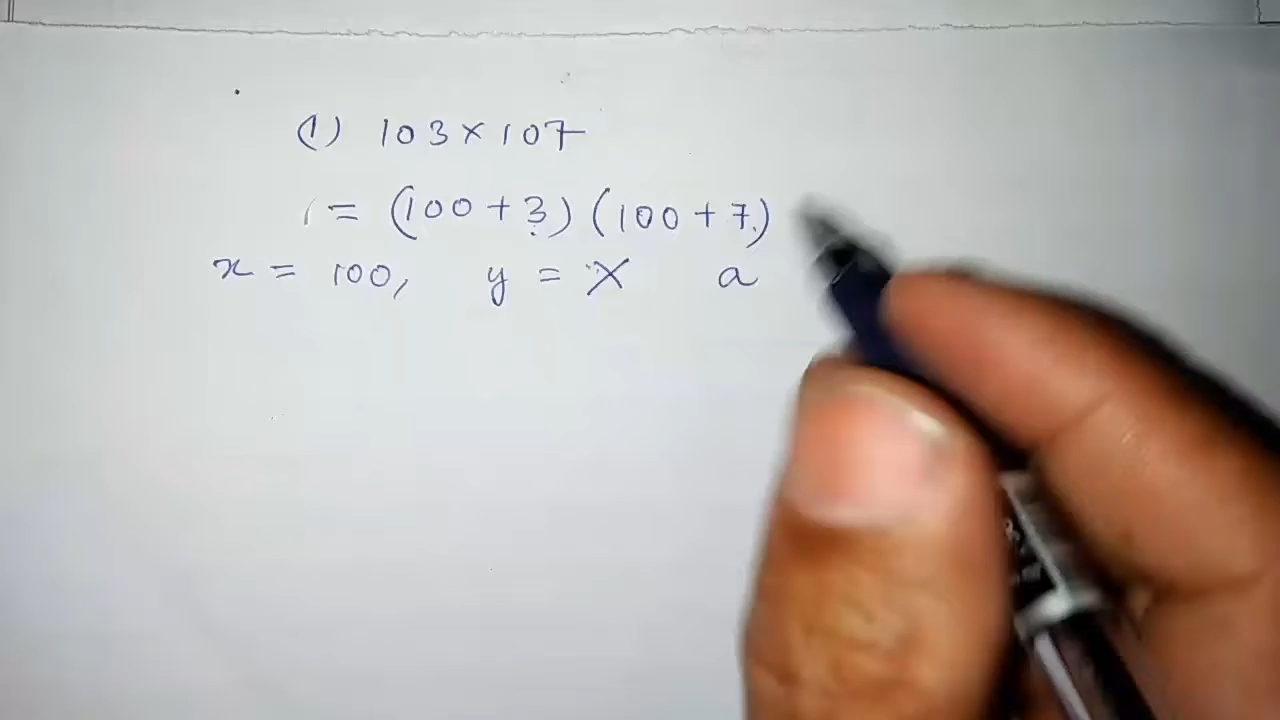 (1) 103 × 107
= (100 + 3) (100 + 7)
x = 100, y = X a